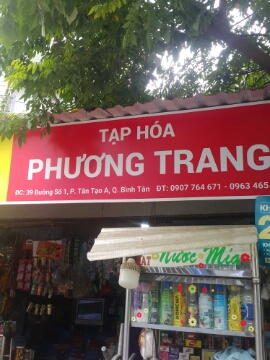 TẠP HÓA
PHƯƠNG TRANG
ĐC: 39 Đường Số 1, P. Tân Tạo A, Q. Bình Tân ĐT: 0907 764 671 - 0963 465
Nước Mía